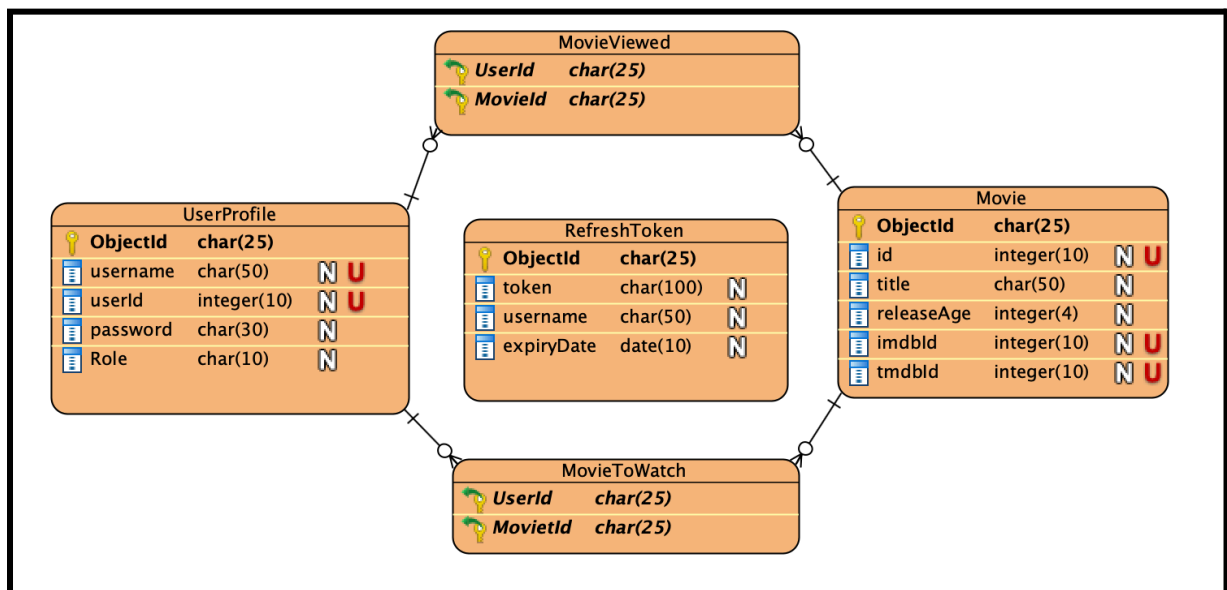 MovieViewed
UserId char(25)
MovieId char(25)
UserProfile
ObjectId char(25)
username char(50) N U
userId integer(10) N U
password char(30) N
Role char(10) N
RefreshToken
ObjectId char(25)
token char(100) N
username char(50) N
expiryDate date(10) N
Movie
ObjectId char(25)
id integer(10) N U
title char(50) N
releaseAge integer(4) N
imdbId integer(10) N U
tmdbId integer(10) N U
MovieToWatch
UserId char(25)
MovietId char(25)